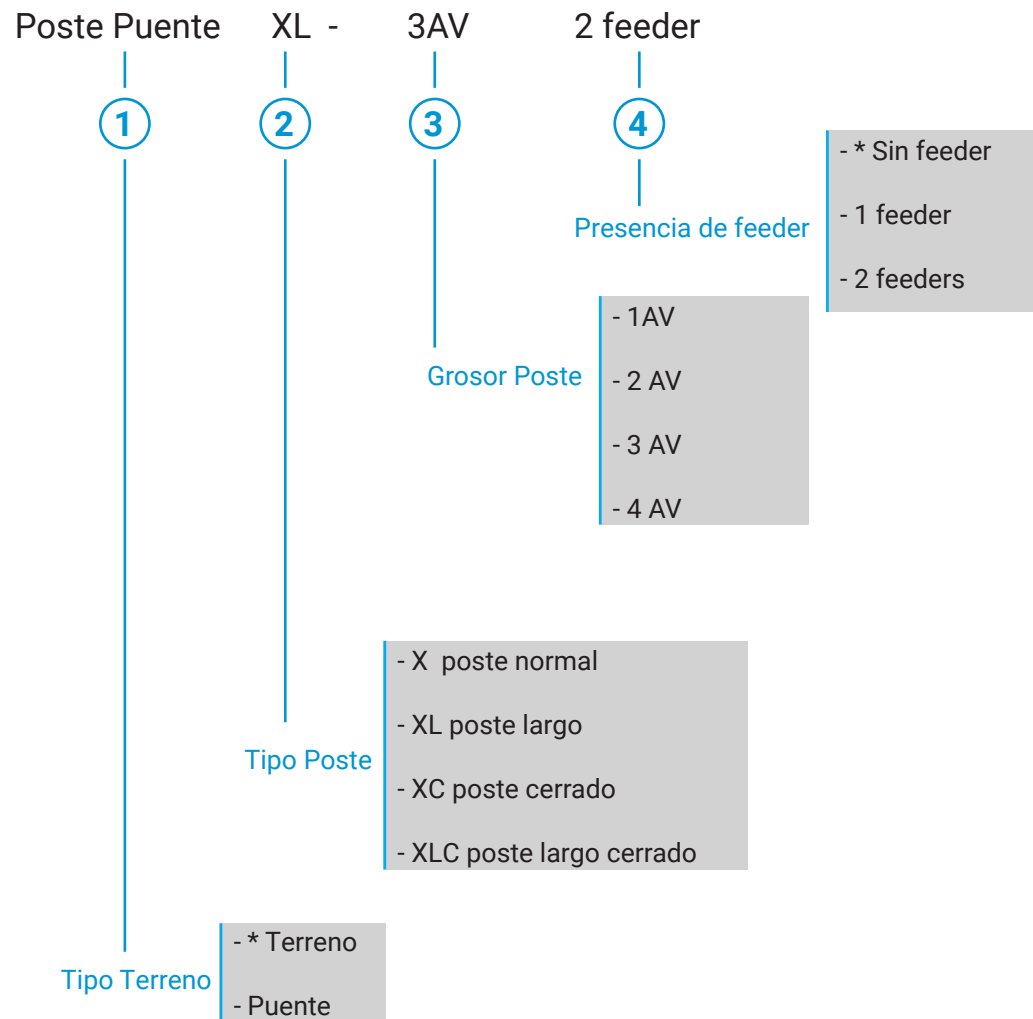 Poste Puente XL - 3AV 2 feeder
1 2 3 4
- * Sin feeder
- 1 feeder
- 2 feeders
Presencia de feeder
- 1AV
- 2 AV
- 3 AV
- 4 AV
Grosor Poste
- X poste normal
- XL poste largo
- XC poste cerrado
- XLC poste largo cerrado
Tipo Poste
- * Terreno
- Puente
Tipo Terreno